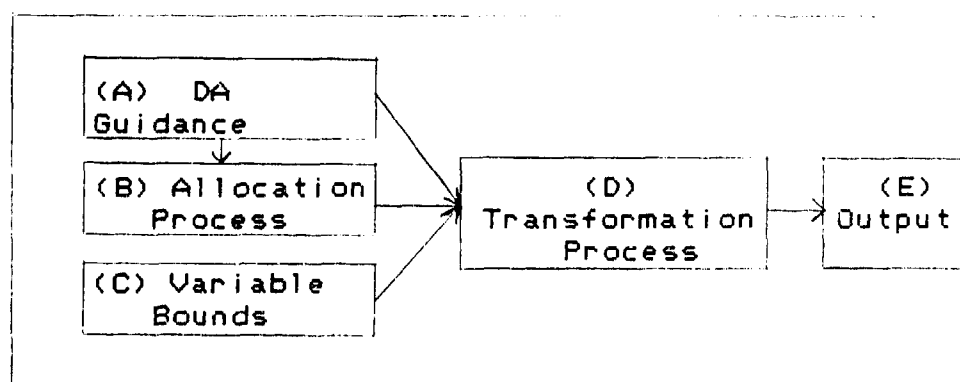 (A) DA
Guidance
(B) Allocation
Process
(C) Variable
Bounds
(D)
Transformation
Process
(E)
Output